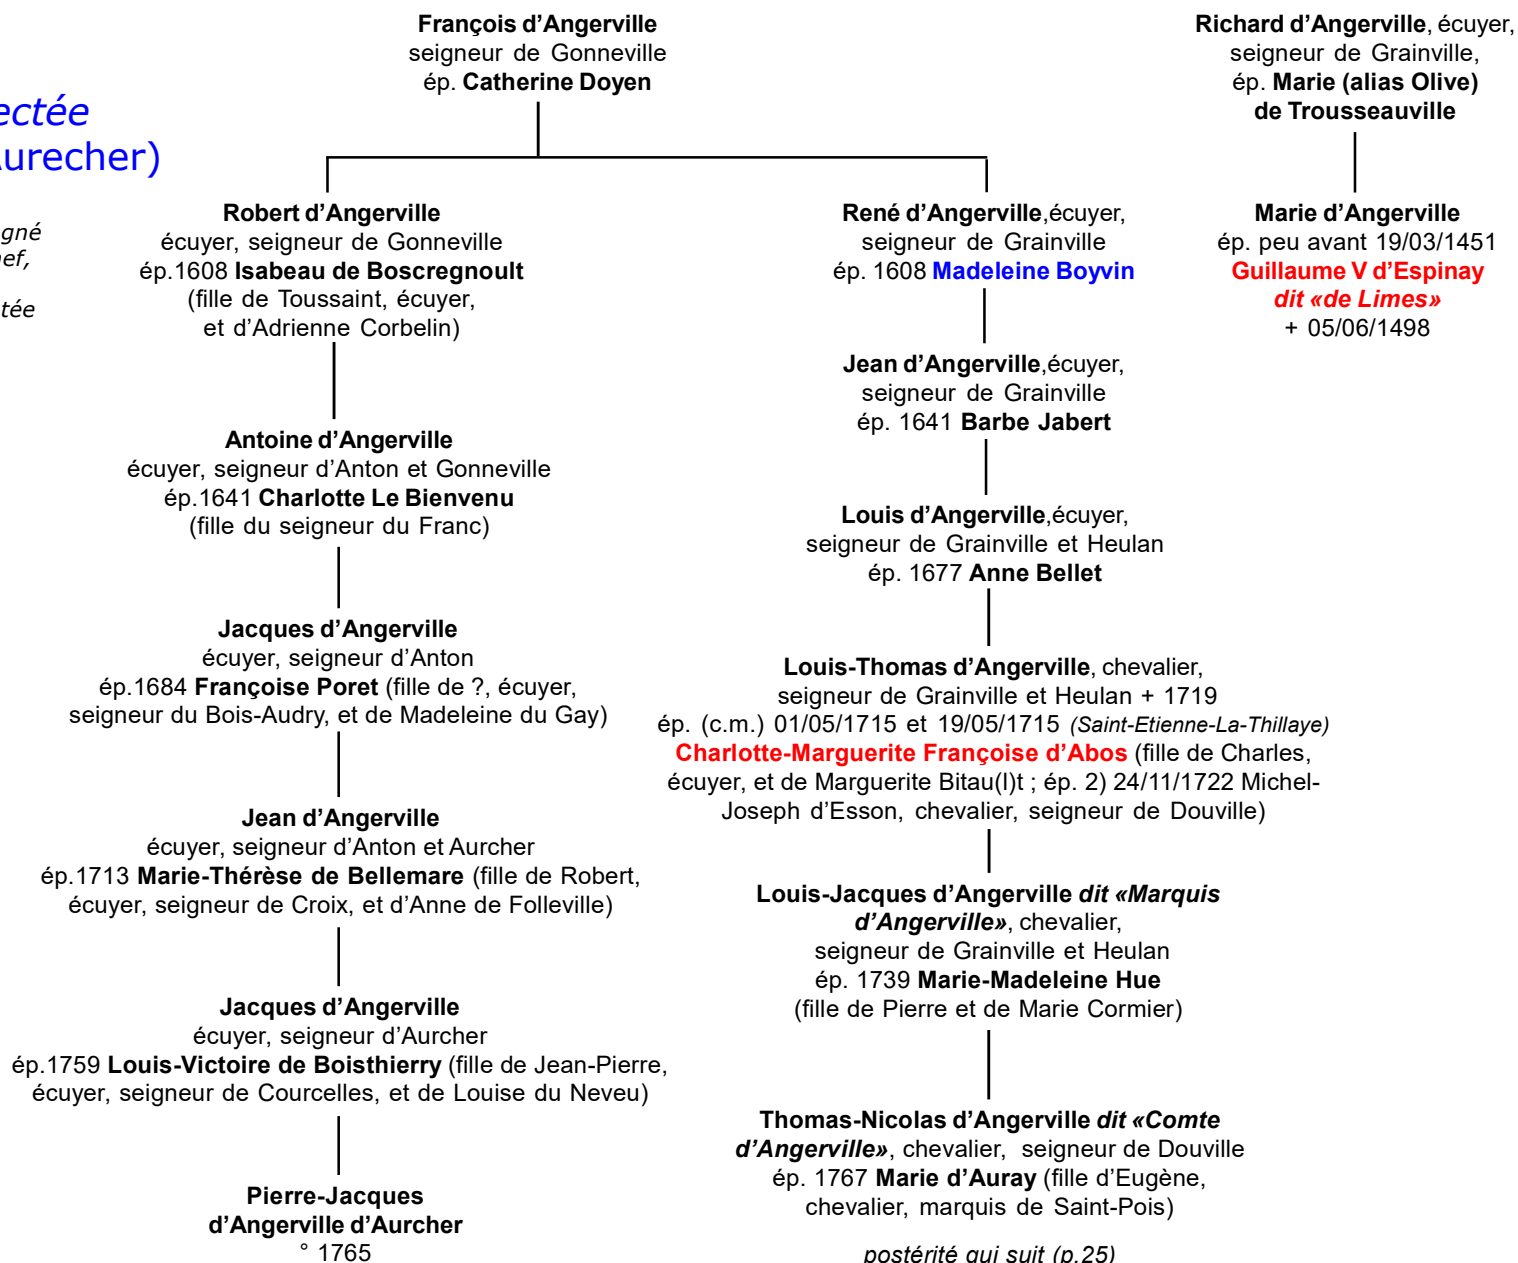 François d’Angerville
seigneur de Gonneville
ép. Catherine Doyen
Richard d’Angerville, écuyer,
seigneur de Grainville,
ép. Marie (alias Olive)
de Trousseauville
ectée
urecher)
gné
ef,
tée
Robert d’Angerville
écuyer, seigneur de Gonneville
ép.1608 Isabeau de Boscregnoult
(fille de Toussaint, écuyer,
et d’Adrienne Corbelin)
René d’Angerville,écuyer,
seigneur de Grainville
ép. 1608 Madeleine Boyvin
Marie d’Angerville
ép. peu avant 19/03/1451
Guillaume V d’Espinay
dit «de Limes»
+ 05/06/1498
Jean d’Angerville,écuyer,
seigneur de Grainville
ép. 1641 Barbe Jabert
Antoine d’Angerville
écuyer, seigneur d’Anton et Gonneville
ép.1641 Charlotte Le Bienvenu
(fille du seigneur du Franc)
Louis d’Angerville,écuyer,
seigneur de Grainville et Heulan
ép. 1677 Anne Bellet
Jacques d’Angerville
écuyer, seigneur d’Anton
ép.1684 Françoise Poret (fille de ?, écuyer,
seigneur du Bois-Audry, et de Madeleine du Gay)
Louis-Thomas d’Angerville, chevalier,
seigneur de Grainville et Heulan + 1719
ép. (c.m.) 01/05/1715 et 19/05/1715 (Saint-Etienne-La-Thillaye)
Charlotte-Marguerite Françoise d’Abos (fille de Charles,
écuyer, et de Marguerite Bitau(l)t ; ép. 2) 24/11/1722 Michel-
Joseph d’Esson, chevalier, seigneur de Douville)
Jean d’Angerville
écuyer, seigneur d’Anton et Aurcher
ép.1713 Marie-Thérèse de Bellemare (fille de Robert,
écuyer, seigneur de Croix, et d’Anne de Folleville)
Louis-Jacques d’Angerville dit «Marquis
d’Angerville», chevalier,
seigneur de Grainville et Heulan
ép. 1739 Marie-Madeleine Hue
(fille de Pierre et de Marie Cormier)
Jacques d’Angerville
écuyer, seigneur d’Aurcher
ép.1759 Louis-Victoire de Boisthierry (fille de Jean-Pierre,
écuyer, seigneur de Courcelles, et de Louise du Neveu)
Thomas-Nicolas d’Angerville dit «Comte
d’Angerville», chevalier, seigneur de Douville
ép. 1767 Marie d’Auray (fille d’Eugène,
chevalier, marquis de Saint-Pois)
Pierre-Jacques
d’Angerville d’Aurcher
° 1765
postérité qui suit (p.25)